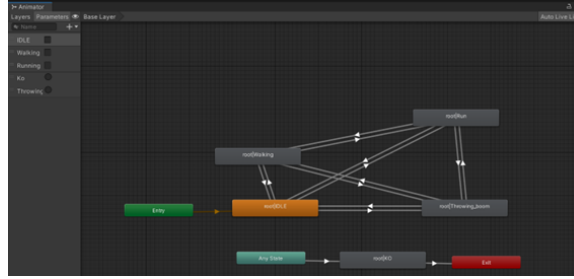 Animator
Layers Parameters Base Layer Auto Live Li
Name
IDLE
Walking
Running
Ko
Throwing
root|Run
root|Walking
Entry
root|IDLE
root|Throwing_boom
Any State
root|KO
Exit